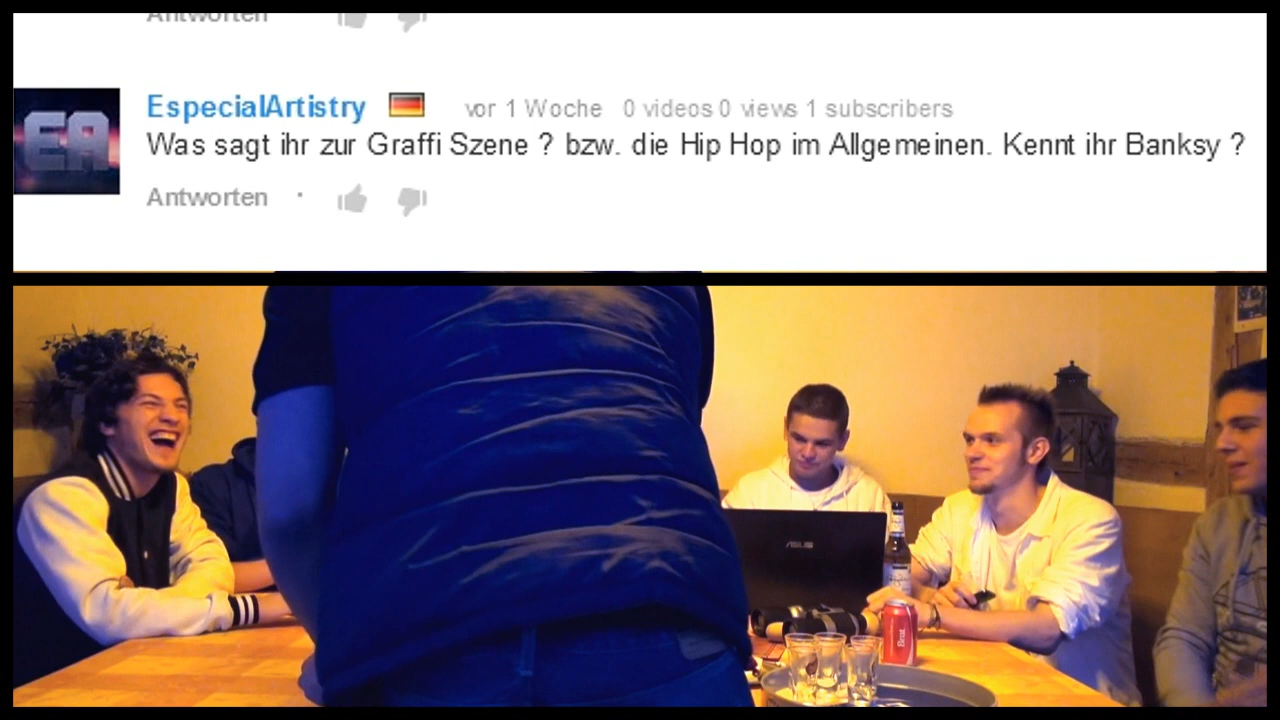 Antworten
EA
EspecialArtistry vor 1 Woche 0 videos 0 views 1 subscribers
Was sagt ihr zur Graffi Szene ? bzw. die Hip Hop im Allgemeinen. Kennt ihr Banksy ?
Antworten ·
ASUS